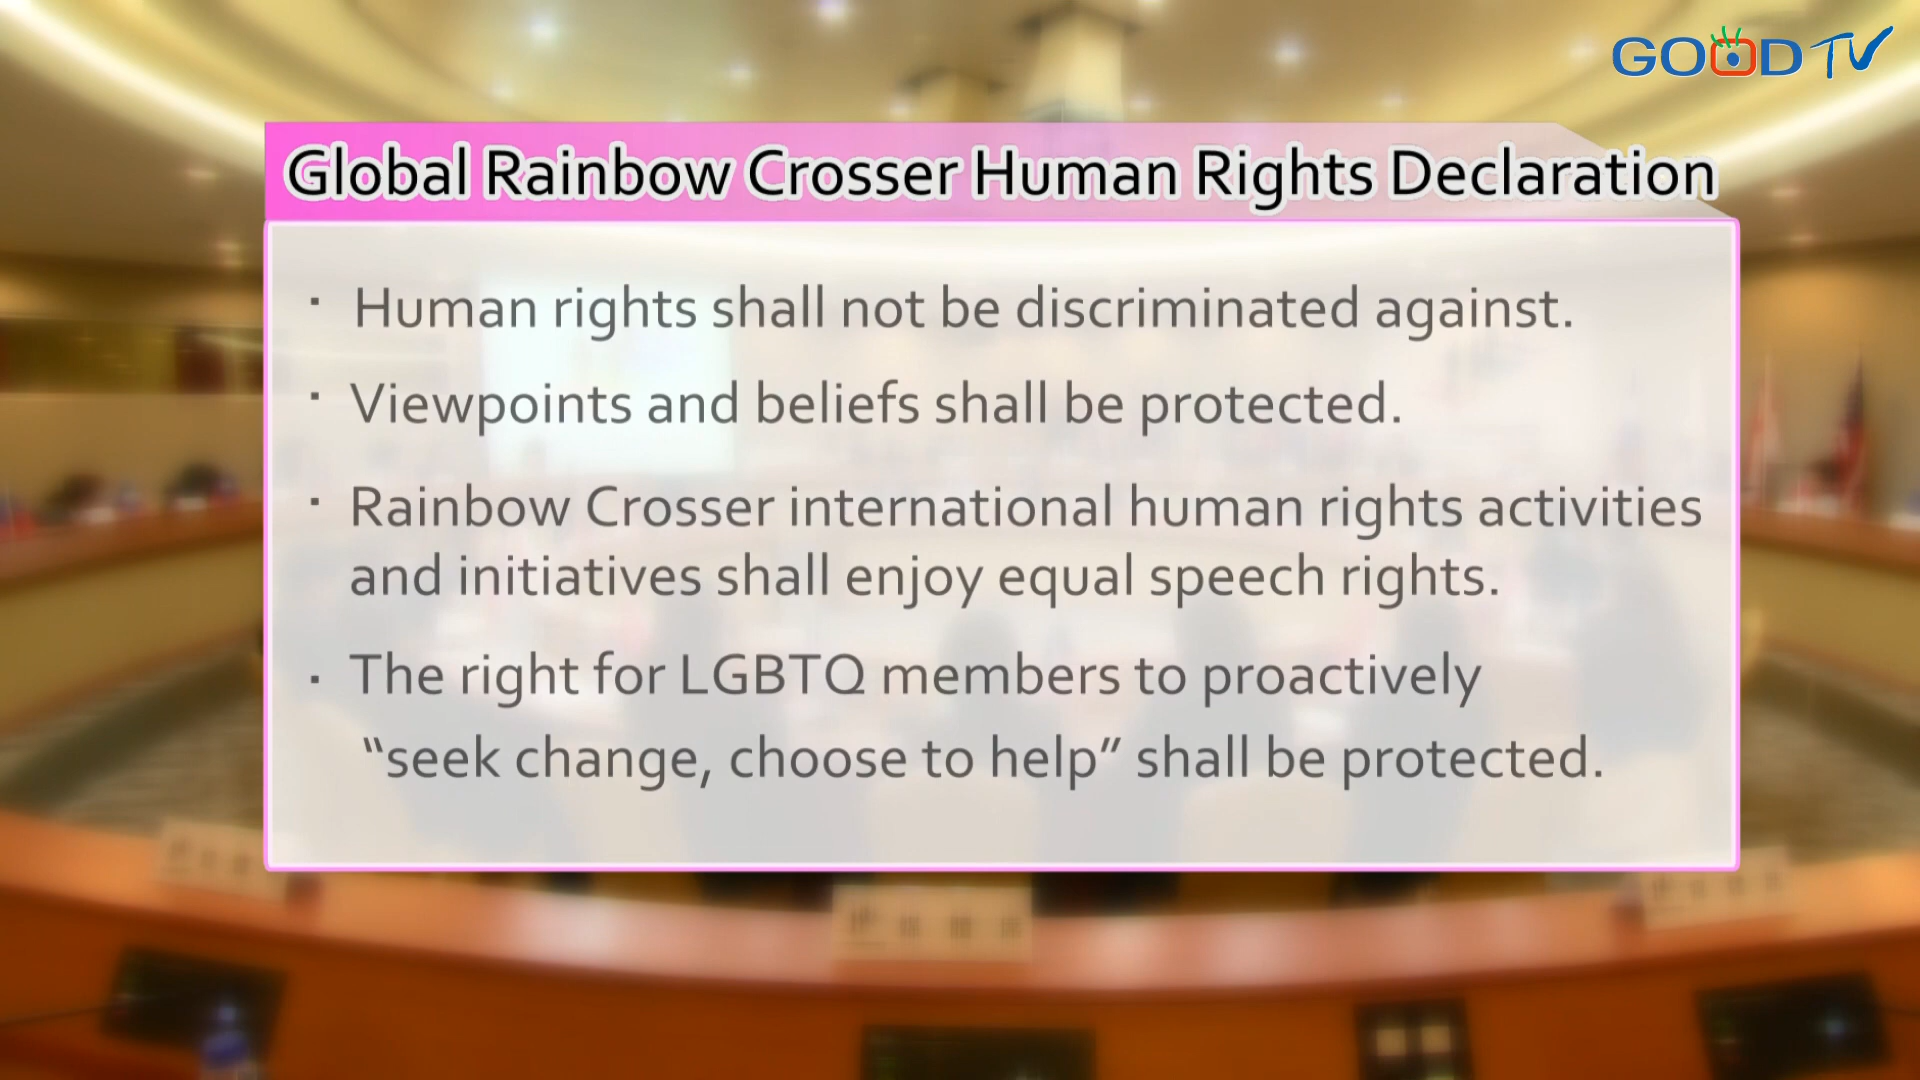 GOOD TV
Global Rainbow Crosser Human Rights Declaration
· Human rights shall not be discriminated against.
· Viewpoints and beliefs shall be protected.
· Rainbow Crosser international human rights activities
and initiatives shall enjoy equal speech rights.
· The right for LGBTQ members to proactively
“seek change, choose to help” shall be protected.